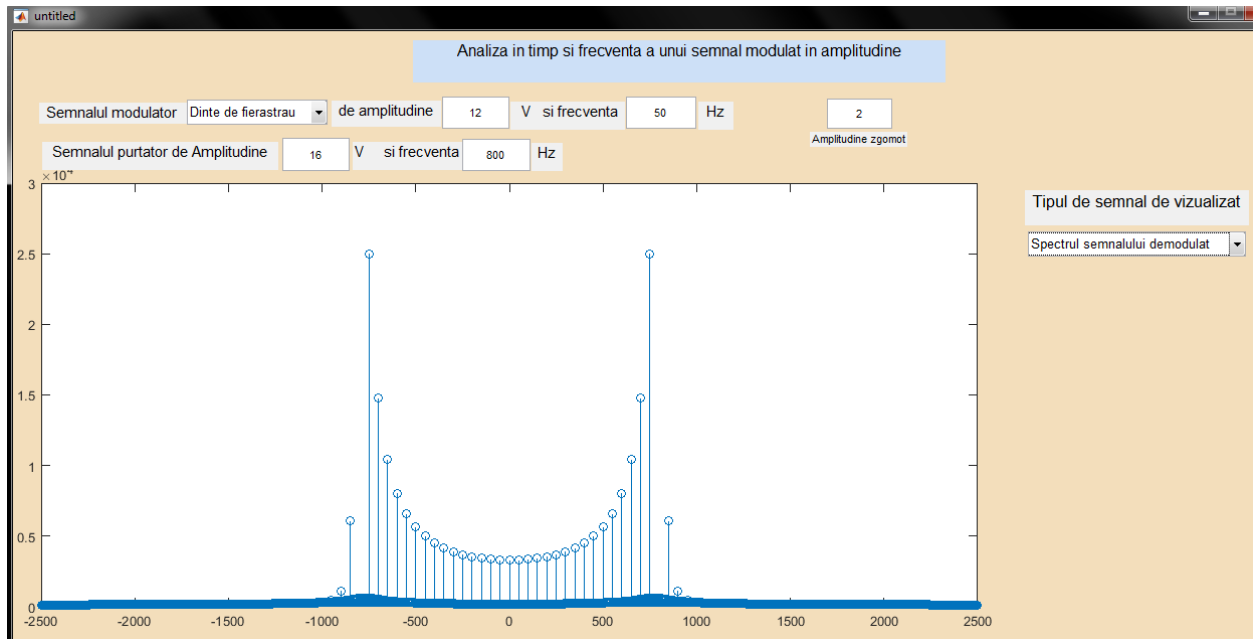 untitled
Analiza in timp si frecventa a unui semnal modulat in amplitudine
Semnalul modulator Dinte de fierastrau de amplitudine 12 V si frecventa 50 Hz 2
Amplitudine zgomot
Semnalul purtator de Amplitudine 16 V si frecventa 800 Hz
Tipul de semnal de vizualizat
Spectrul semnalului demodulat
3
2.5
2
1.5
1
0.5
0
-2500 -2000 -1500 -1000 -500 0 500 1000 1500 2000 2500